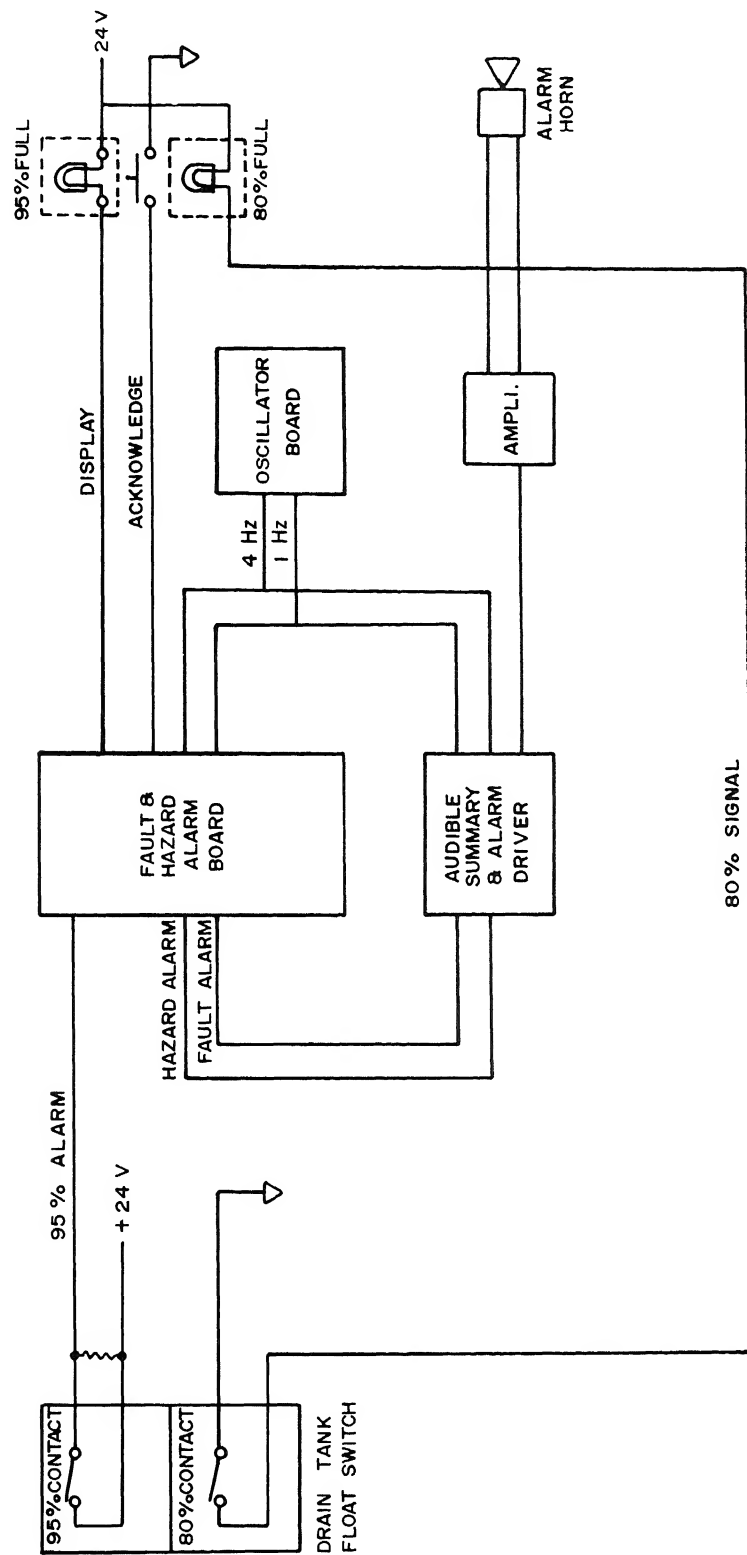 95%CONTACT
80%CONTACT
DRAIN TANK
FLOAT SWITCH
95% ALARM
+24 V
HAZARD ALARM
FAULT ALARM
FAULT &
HAZARD
ALARM
BOARD
AUDIBLE
SUMMARY
& ALARM
DRIVER
DISPLAY
ACKNOWLEDGE
4 Hz
1 Hz
OSCILLATOR
BOARD
AMPLI.
95%FULL
80%FULL
24 V
ALARM
HORN
80% SIGNAL